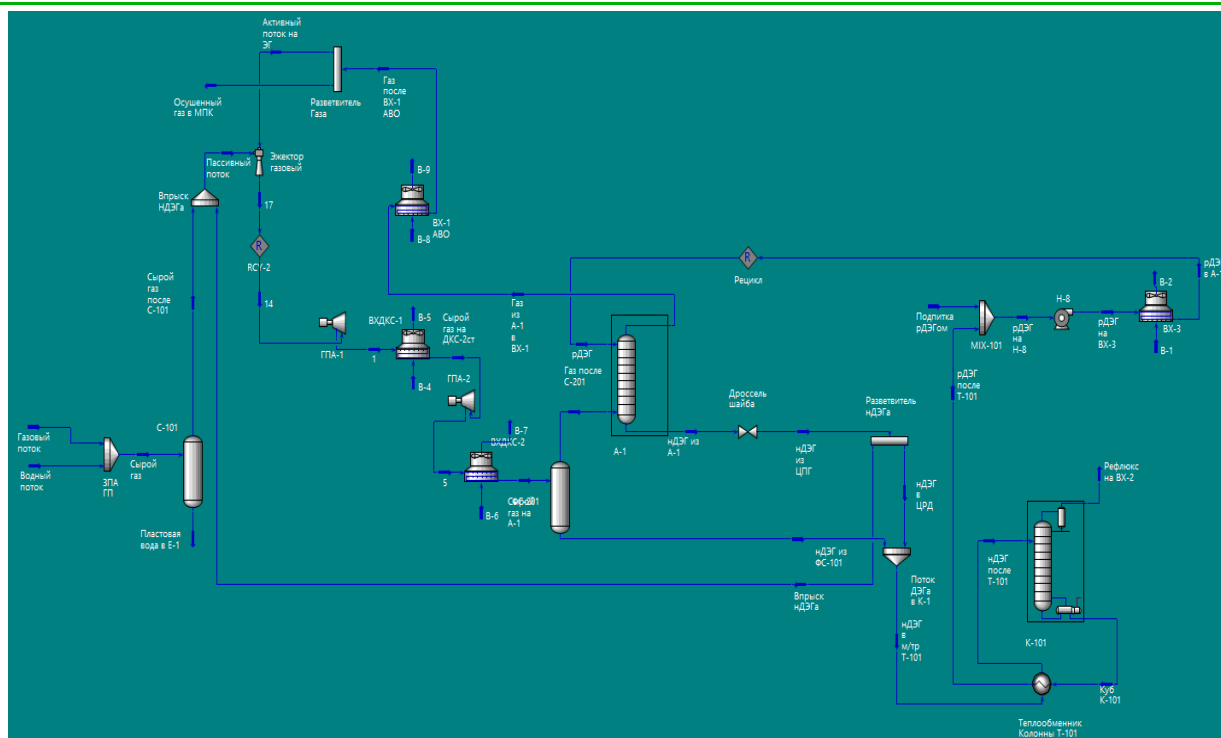 Активный
поток на
ЭГ
Осушенный
газ в МПК
Разветвитель
Газа
Газ
после
ВХ-1
АВО
Пассивный
поток
Эжектор
газовый
Впрыск
НДЭГа
17
R
RCY-2
14
Сырой
газ
после
С-101
В-9
ВХ-1
АВО
В-8
Газ
из
А-1
в
ВХ-1
ГПА-1
1
ВХДКС-1
В-5
В-4
Сырой
газ на
ДКС-2ст
ГПА-2
В-7
ВХДКС-2
5
В-6
Сырой
газ на
А-1
R
Рецикл
рДЭГ
Газ после
С-201
А-1
нДЭГ из
А-1
Дроссель
шайба
нДЭГ
из
ЦПГ
Разветвитель
нДЭГа
нДЭГ
в
ЦРД
Подпитка
рДЭГом
MIX-101
рДЭГ
на
Н-8
Н-8
рДЭГ
на
ВХ-3
В-2
ВХ-3
В-1
рДЭГ
после
Т-101
Газовый
поток
Водный
поток
ЗПА
ГП
Сырой
газ
С-101
Пластовая
вода в Е-1
нДЭГ из
ФС-101
Впрыск
нДЭГа
Поток
ДЭГа
в К-1
нДЭГ
в
м/тр
Т-101
нДЭГ
после
Т-101
Рефлюкс
на ВХ-2
К-101
Куб
К-101
Теплообменник
Колонны Т-101